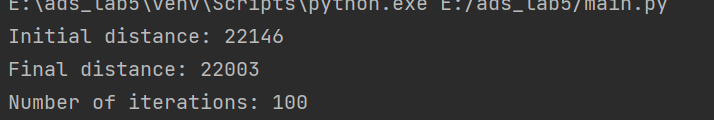 E:\ads_lab5\venv\Scripts\python.exe E:/ads_lab5/main.py
Initial distance: 22146
Final distance: 22003
Number of iterations: 100